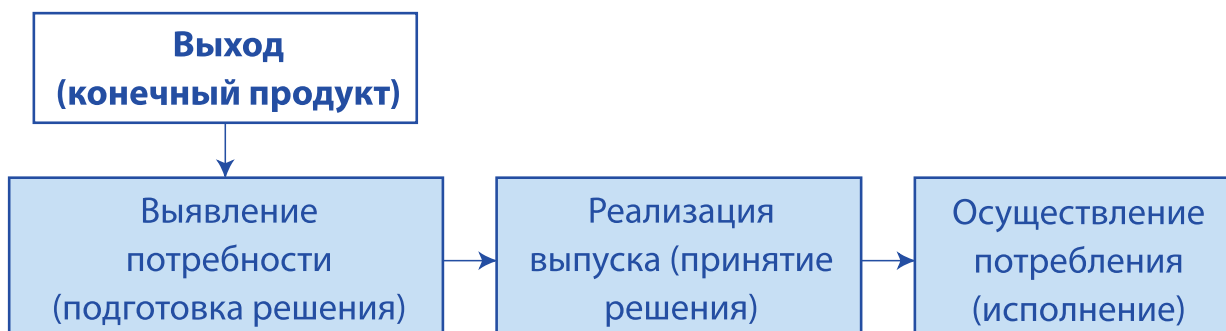 Выход
(конечный продукт)
Выявление
потребности
(подготовка решения)
Реализация
выпуска (принятие
решения)
Осуществление
потребления
(исполнение)